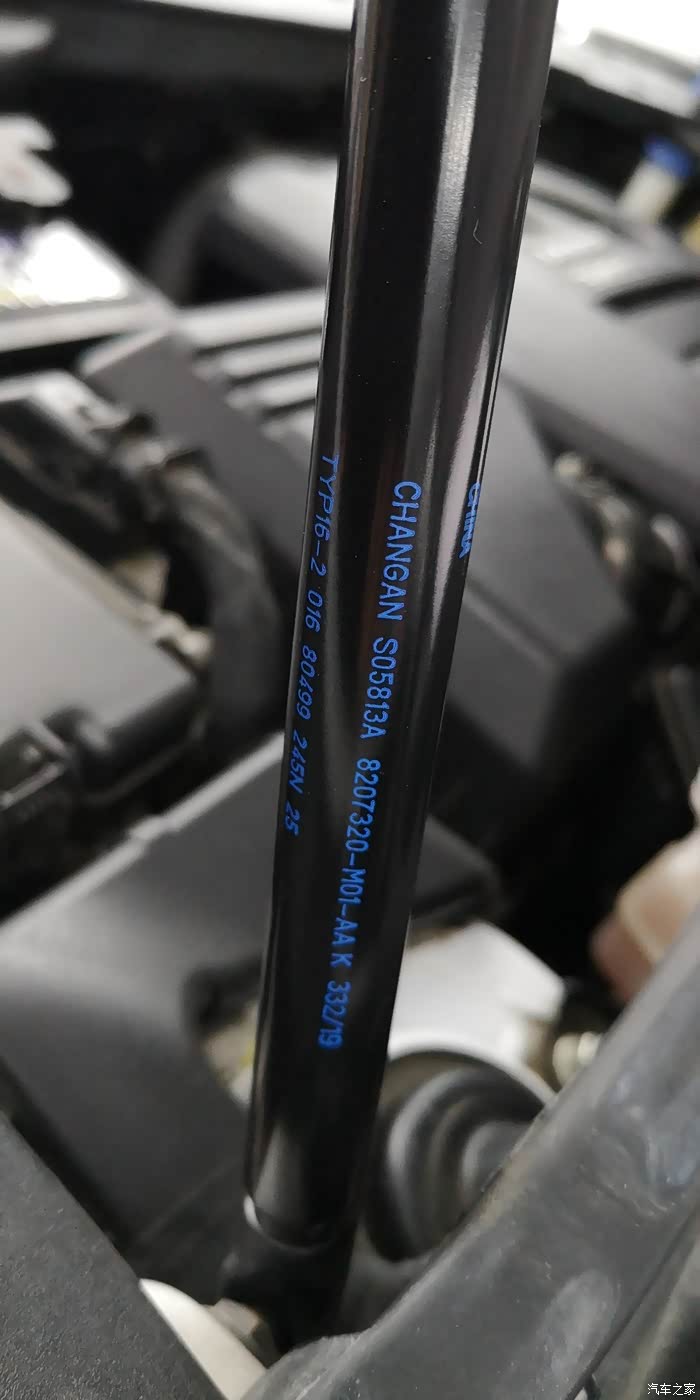 CHINA
CHANGAN S05813A 8207320-M01-AA K 332/19
TYP16-2 016 80499 245N 25
汽车之家